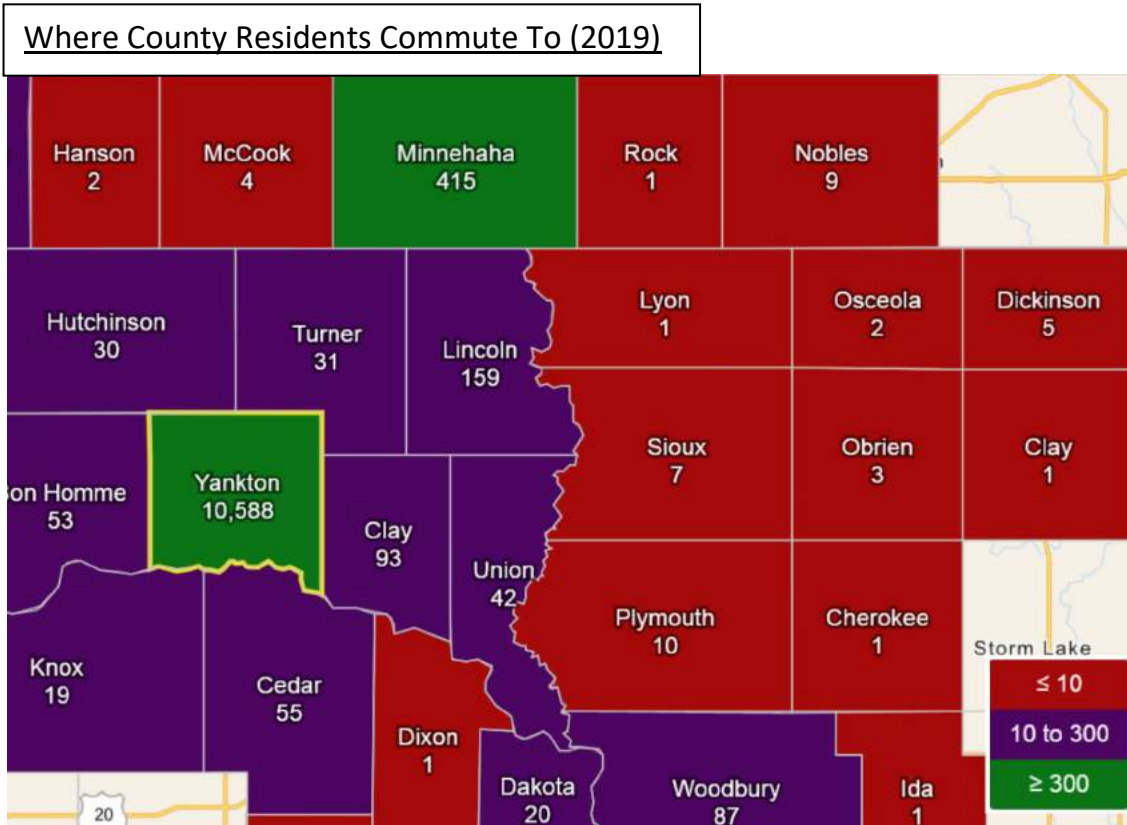 Where County Residents Commute To (2019)
Hanson
2
McCook
4
Minnehaha
415
Rock
1
Nobles
9
Hutchinson
30
Turner
31
Lincoln
159
Lyon
1
Osceola
2
Dickinson
5
on Homme
53
Yankton
10,588
Clay
93
Union
42
Sioux
7
Obrien
3
Clay
1
Plymouth
10
Cherokee
1
Storm Lake
Knox
19
Cedar
55
Dixon
1
Dakota
20
Woodbury
87
Ida
1
≤ 10
10 to 300
≥ 300
20